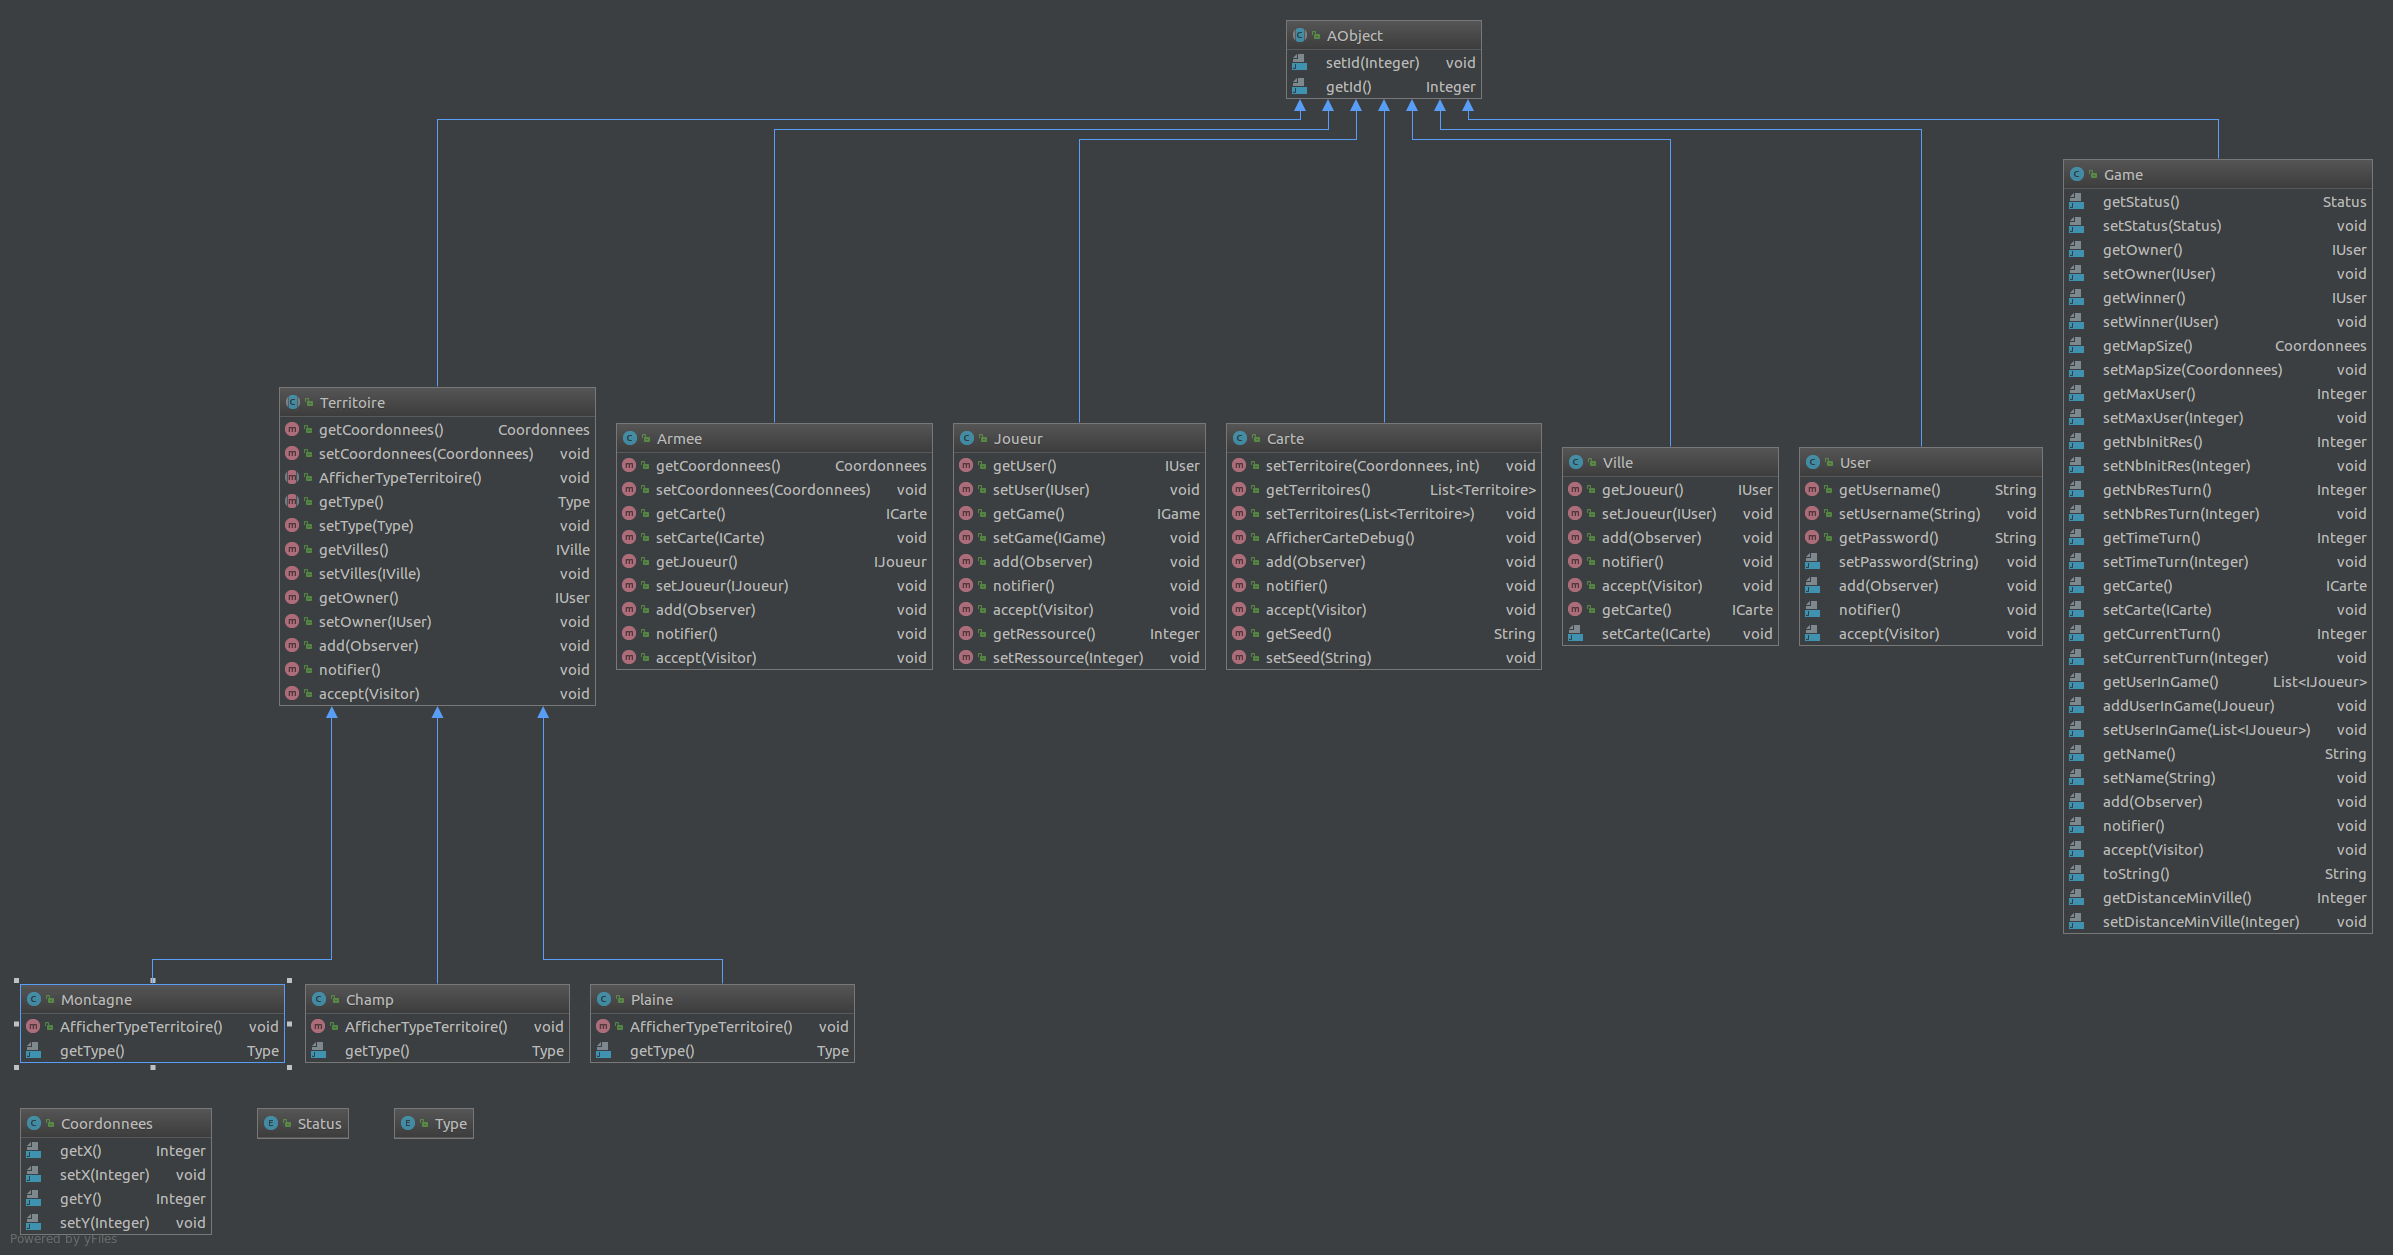 AObject
setId(Integer) void
getId() Integer
Game
getStatus() Status
setStatus(Status) void
getOwner() IUser
setOwner(IUser) void
getWinner() IUser
setWinner(IUser) void
getMapSize() Coordonnees
setMapSize(Coordonnees) void
getMaxUser() Integer
setMaxUser(Integer) void
getNbInitRes() Integer
setNbInitRes(Integer) void
getNbResTurn() Integer
setNbResTurn(Integer) void
getTimeTurn() Integer
setTimeTurn(Integer) void
getCarte() ICarte
setCarte(ICarte) void
getCurrentTurn() Integer
setCurrentTurn(Integer) void
getUserInGame() List<IJoueur>
addUserInGame(IJoueur) void
setUserInGame(List<IJoueur>) void
getName() String
setName(String) void
add(Observer) void
notifier() void
accept(Visitor) void
toString() String
getDistanceMinVille() Integer
setDistanceMinVille(Integer) void
Territoire
getCoordonnees() Coordonnees
setCoordonnees(Coordonnees) void
AfficherTypeTerritoire() void
getType() Type
setType(Type) void
getVilles() IVille
setVilles(IVille) void
getOwner() IUser
setOwner(IUser) void
add(Observer) void
notifier() void
accept(Visitor) void
Armee
getCoordonnees() Coordonnees
setCoordonnees(Coordonnees) void
getCarte() ICarte
setCarte(ICarte) void
getJoueur() IJoueur
setJoueur(IJoueur) void
add(Observer) void
notifier() void
accept(Visitor) void
Joueur
getUser() IUser
setUser(IUser) void
getGame() IGame
setGame(IGame) void
add(Observer) void
notifier() void
accept(Visitor) void
getRessource() Integer
setRessource(Integer) void
Carte
setTerritoire(Coordonnees, int) void
getTerritoires() List<Territoire>
setTerritoires(List<Territoire>) void
AfficherCarteDebug() void
add(Observer) void
notifier() void
accept(Visitor) void
getSeed() String
setSeed(String) void
Ville
getJoueur() IUser
setJoueur(IUser) void
add(Observer) void
notifier() void
accept(Visitor) void
getCarte() ICarte
setCarte(ICarte) void
User
getUsername() String
setUsername(String) void
getPassword() String
setPassword(String) void
add(Observer) void
notifier() void
accept(Visitor) void
Montagne
AfficherTypeTerritoire() void
getType() Type
Champ
AfficherTypeTerritoire() void
getType() Type
Plaine
AfficherTypeTerritoire() void
getType() Type
Coordonnees
getX() Integer
setX(Integer) void
getY() Integer
setY(Integer) void
Status
Type
Powered by yFiles